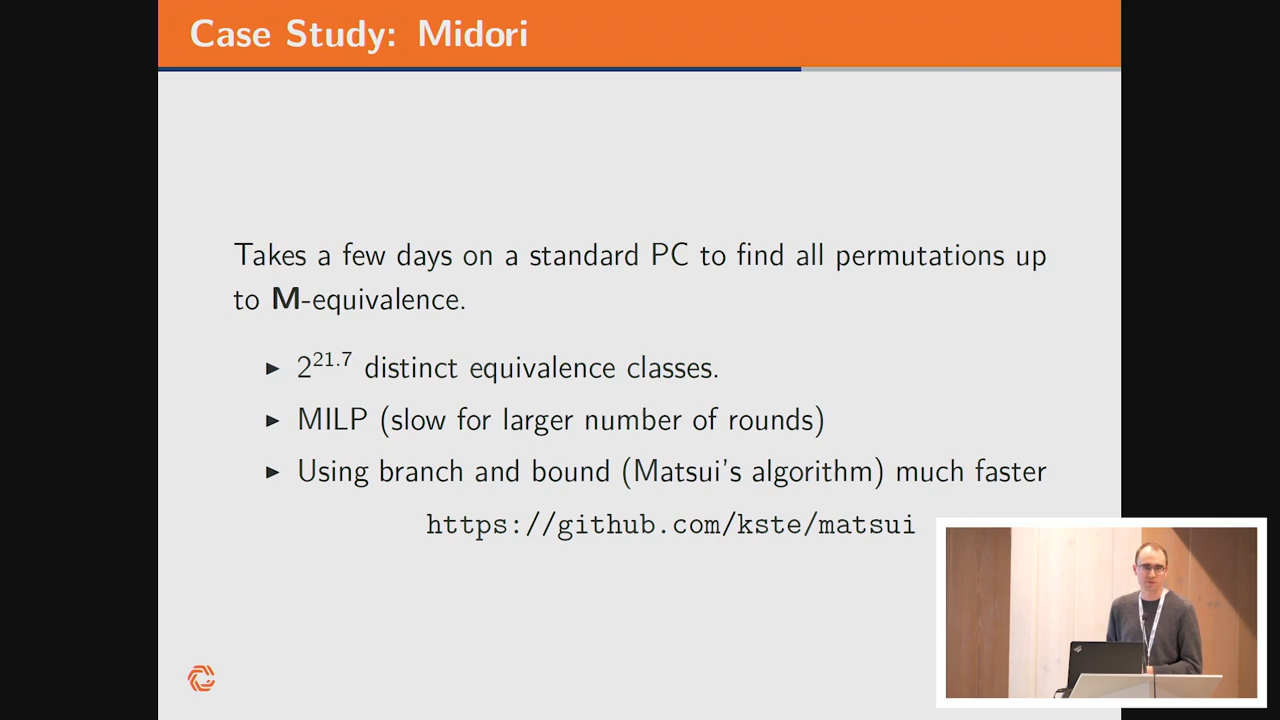 Case Study: Midori
Takes a few days on a standard PC to find all permutations up
to M-equivalence.
▶ 2^21.7 distinct equivalence classes.
▶ MILP (slow for larger number of rounds)
▶ Using branch and bound (Matsui's algorithm) much faster
https://github.com/kste/matsui